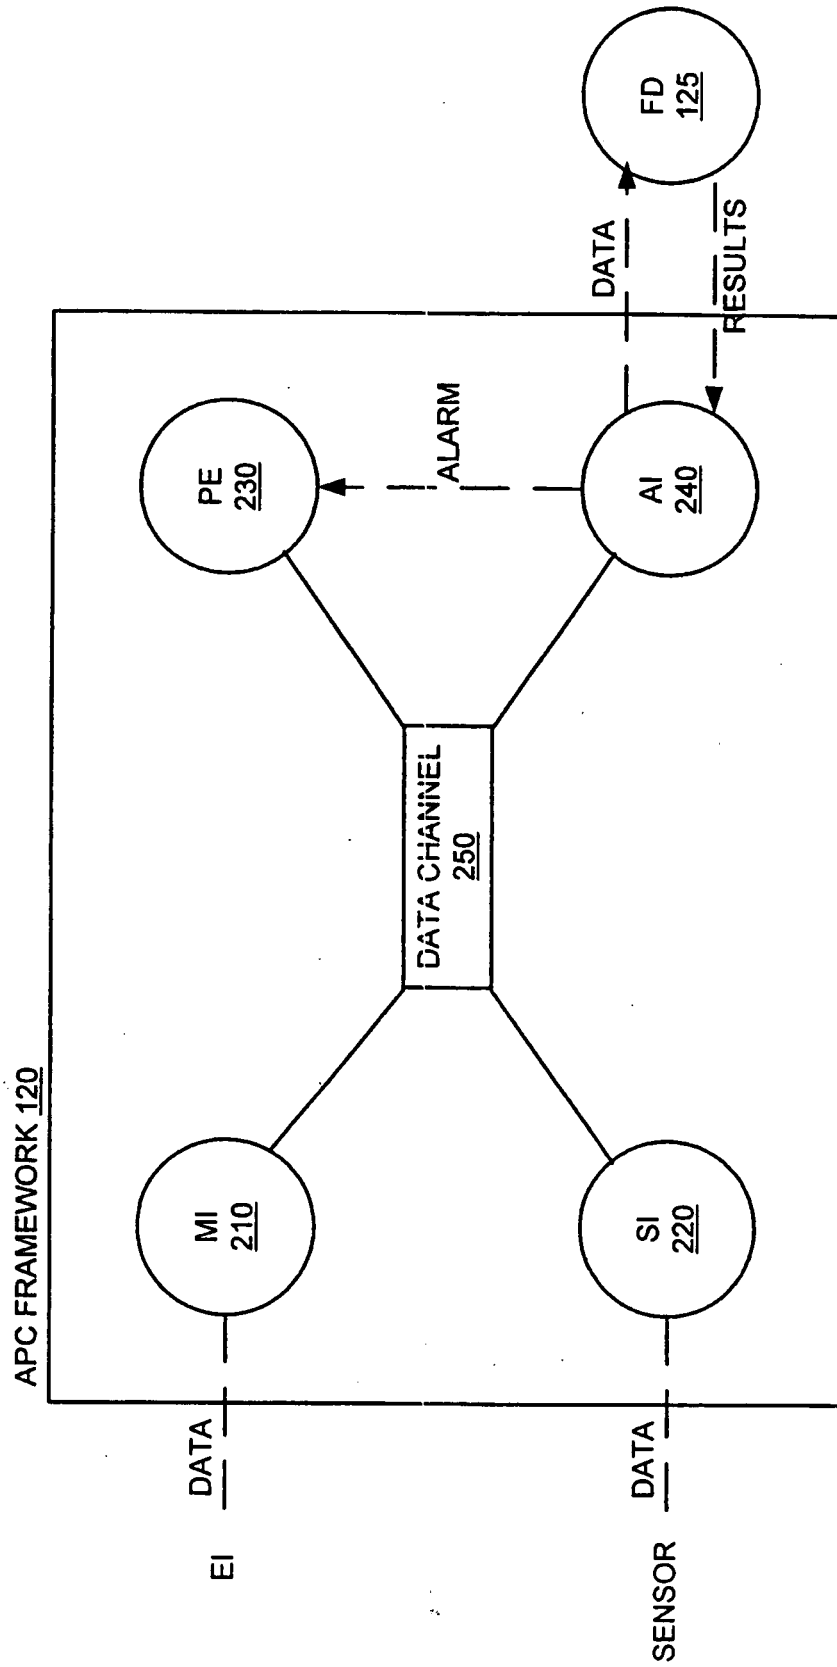 APC FRAMEWORK 120
EI
DATA
MI
210
PE
230
DATA CHANNEL
250
ALARM
SENSOR
DATA
SI
220
AI
240
DATA
RESULTS
FD
125